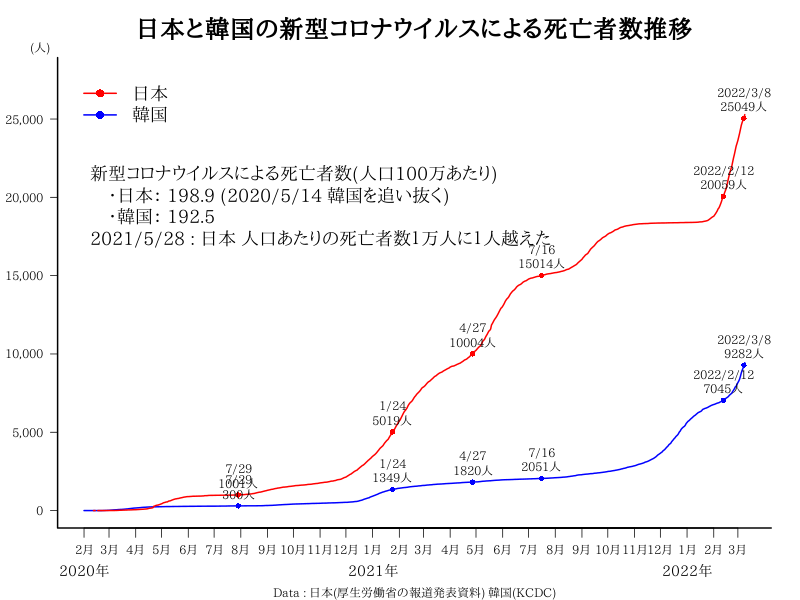 日本と韓国の新型コロナウイルスによる死亡者数推移
(人)
日本
韓国
新型コロナウイルスによる死亡者数(人口100万あたり)
・日本: 198.9 (2020/5/14 韓国を追い抜く)
・韓国: 192.5
2021/5/28 : 日本 人口あたりの死亡者数1万人に1人越えた
25,000
20,000
15,000
10,000
5,000
0
2022/3/8
25049人
2022/2/12
20059人
7/16
15014人
4/27
10004人
1/24
5019人
7/29
1001人
2022/3/8
9282人
2022/2/12
7045人
7/16
2051人
4/27
1820人
1/24
1349人
7/29
2月 3月 4月 5月 6月 7月 8月 9月 10月 11月 12月 1月 2月 3月 4月 5月 6月 7月 8月 9月 10月 11月 12月 1月 2月 3月
2020年 2021年 2022年
Data : 日本(厚生労働省の報道発表資料) 韓国(KCDC)